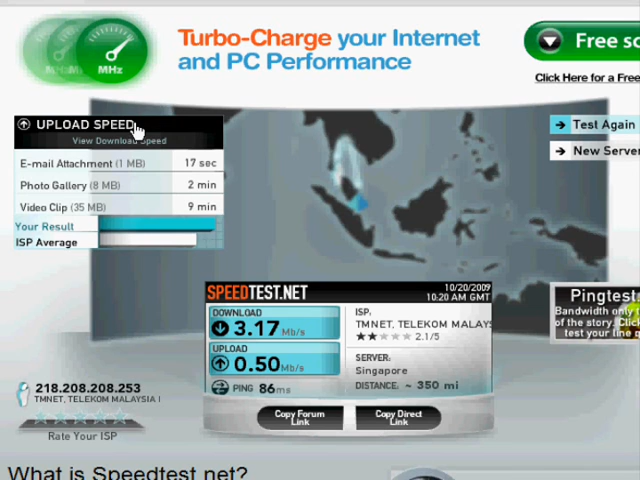 Turbo-Charge your Internet
and PC Performance
MHz
Free
Click Here for a Free
UPLOAD SPEED
View Download Speed
E-mail Attachment (1 MB) 17 sec
Photo Gallery (8 MB) 2 min
Video Clip (35 MB) 9 min
Your Result
ISP Average
Test Again
New Server
SPEEDTEST.NET
10/20/2009
10:20 AM GMT
DOWNLOAD
3.17 Mb/s
UPLOAD
0.50 Mb/s
PING 86 ms
ISP:
TMNET, TELEKOM MALAYS
2.1/5
SERVER:
Singapore
DISTANCE: ~ 350 mi
Copy Forum
Link
Copy Direct
Link
Pingtest
Bandwidth only
of the story. Click
test your line
218.208.208.253
TMNET, TELEKOM MALAYSIA
Rate Your ISP
What is Speedtest.net?